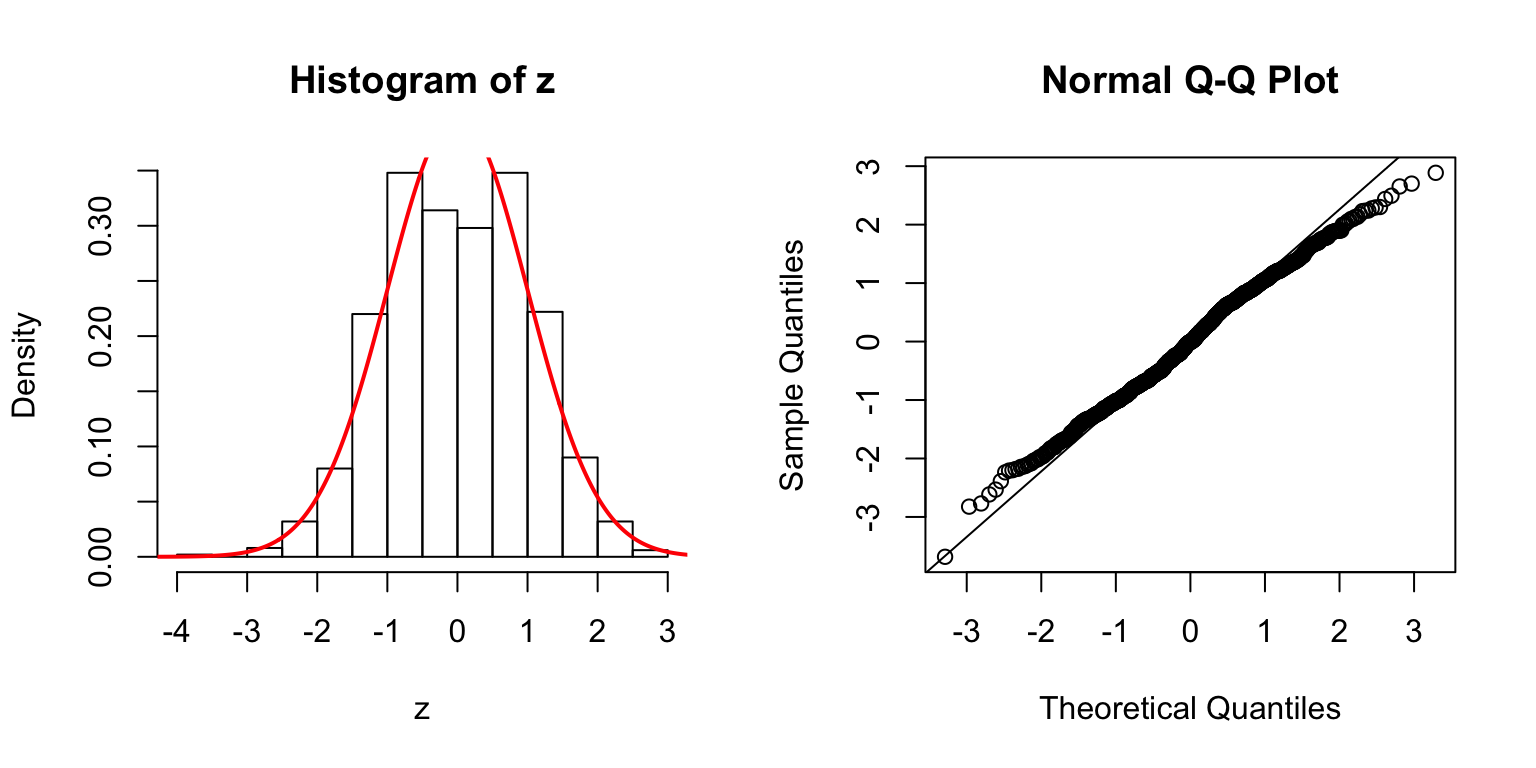 Histogram of z
Density
0.00 0.10 0.20 0.30
-4 -3 -2 -1 0 1 2 3
z
Normal Q-Q Plot
Sample Quantiles
-3 -2 -1 0 1 2 3
-3 -2 -1 0 1 2 3
Theoretical Quantiles